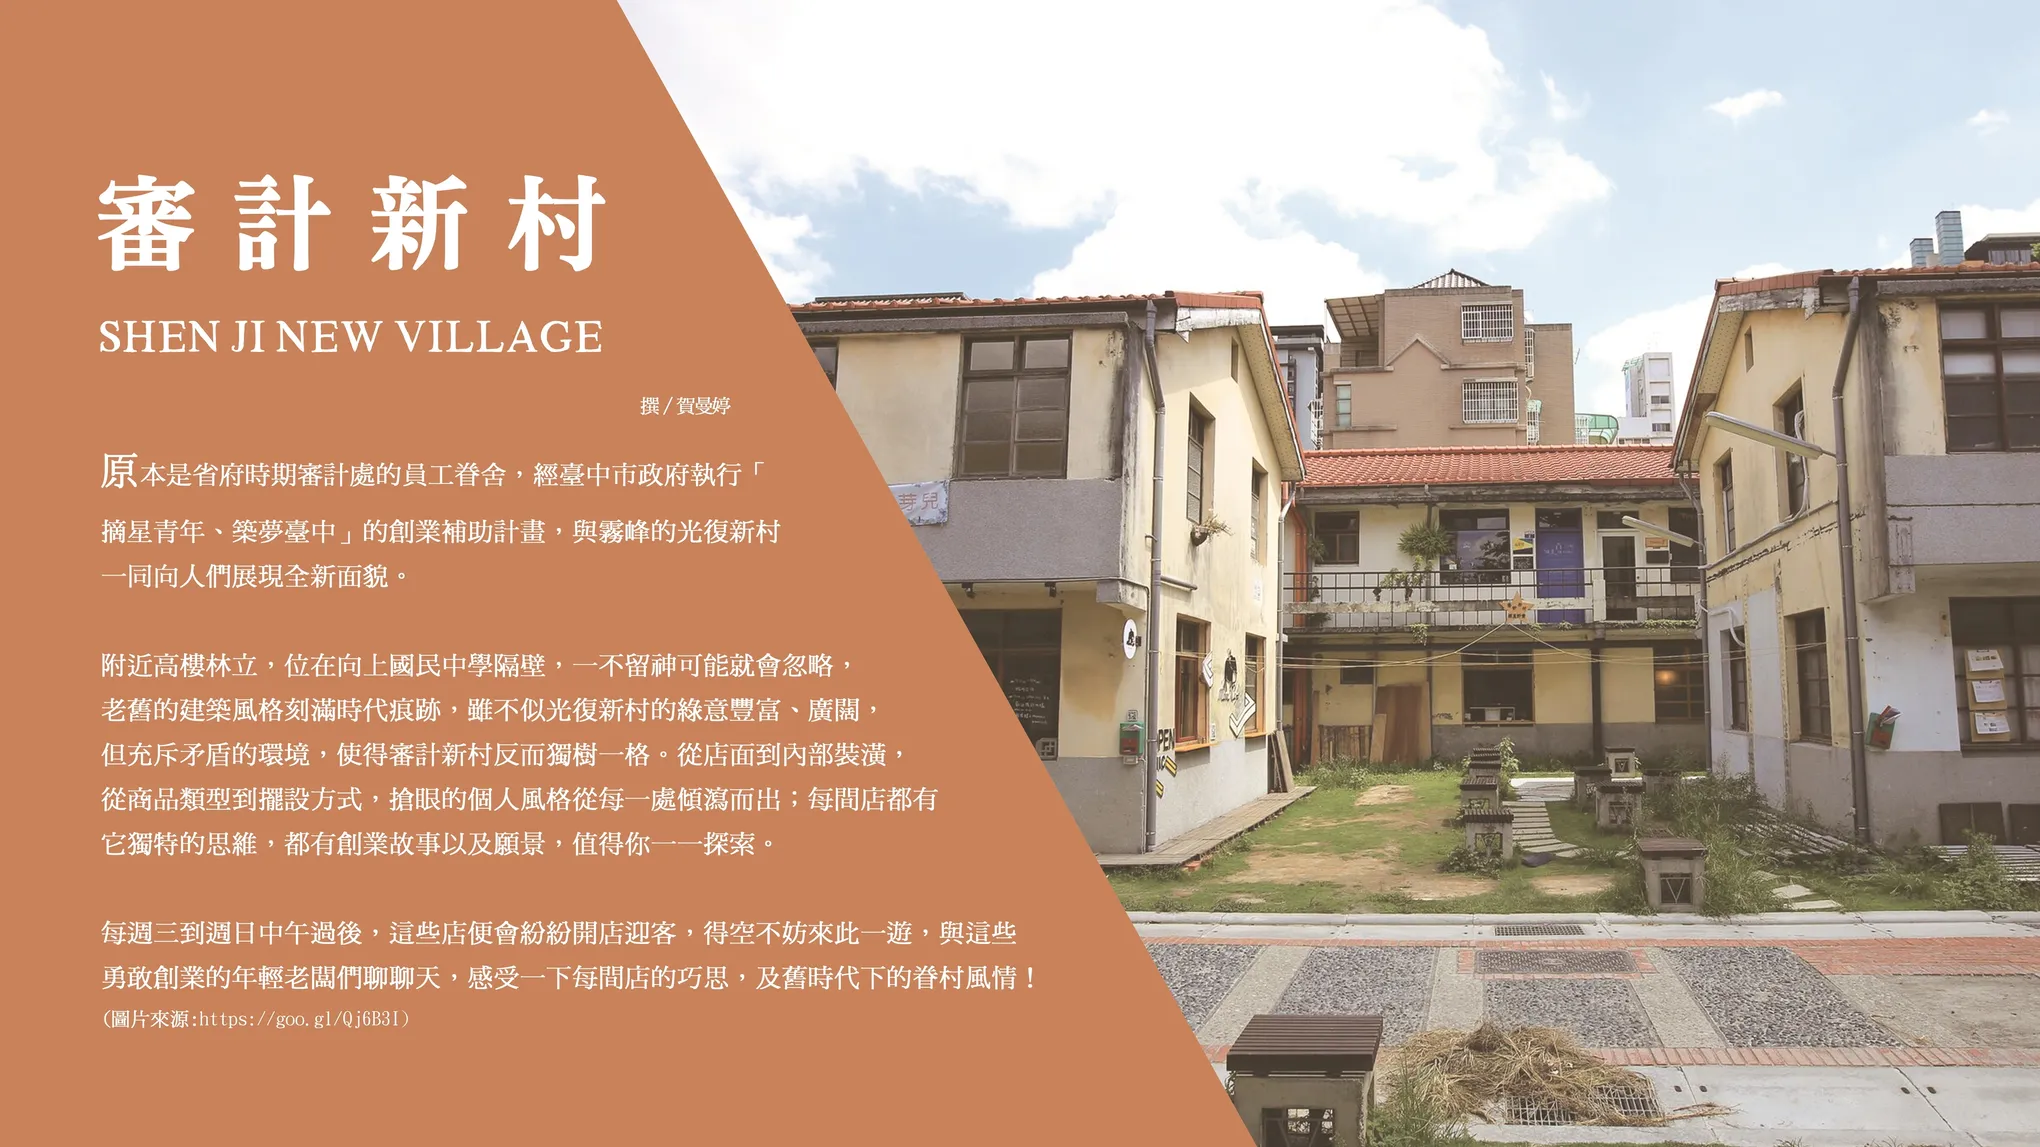 審計新村
SHEN JI NEW VILLAGE
撰/賀曼婷
原本是省府時期審計處的員工眷舍,經臺中市政府執行「
摘星青年、築夢臺中」的創業補助計畫,與霧峰的光復新村
一同向人們展現全新面貌。
附近高樓林立,位在向上國民中學隔壁,一不留神可能就會忽略,
老舊的建築風格刻滿時代痕跡,雖不似光復新村的綠意豐富、廣闊,
但充斥矛盾的環境,使得審計新村反而獨樹一格。從店面到內部裝潢,
從商品類型到擺設方式,搶眼的個人風格從每一處傾瀉而出;每間店都有
它獨特的思維,都有創業故事以及願景,值得你一一探索。
每週三到週日中午過後,這些店便會紛紛開店迎客,得空不妨來此一遊,與這些
勇敢創業的年輕老闆們聊聊天,感受一下每間店的巧思,及舊時代下的眷村風情!
(圖片來源:https://goo.gl/Qj6B3I)
芽兒
OPEN